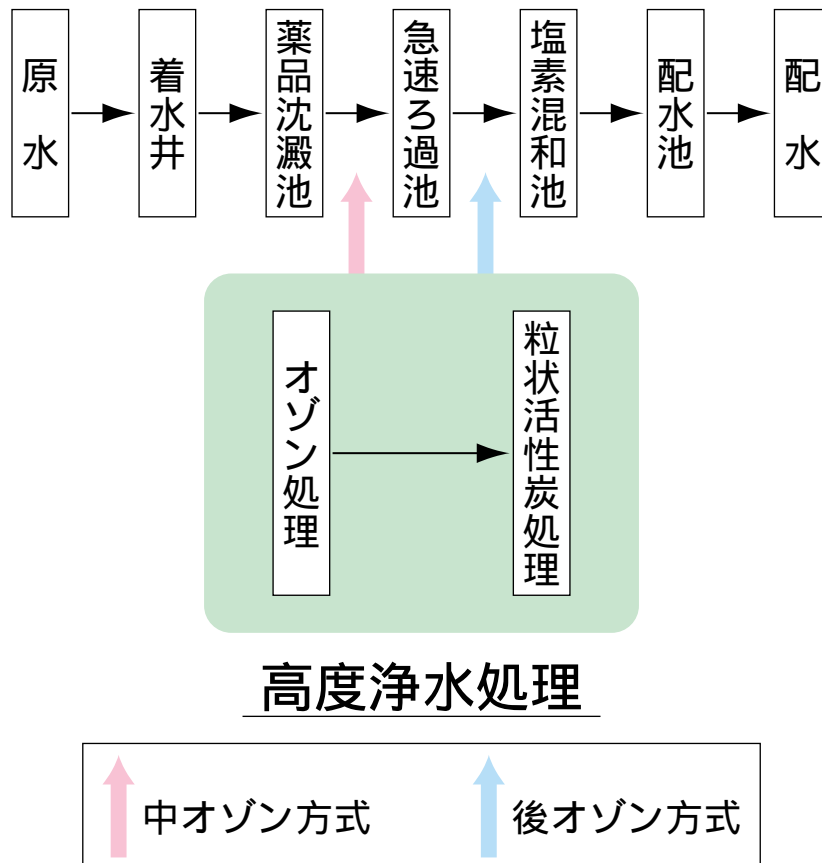 原水
着水井
薬品沈澱池
急速ろ過池
塩素混和池
配水池
配水
オゾン処理
粒状活性炭処理
高度浄水処理
中オゾン方式
後オゾン方式